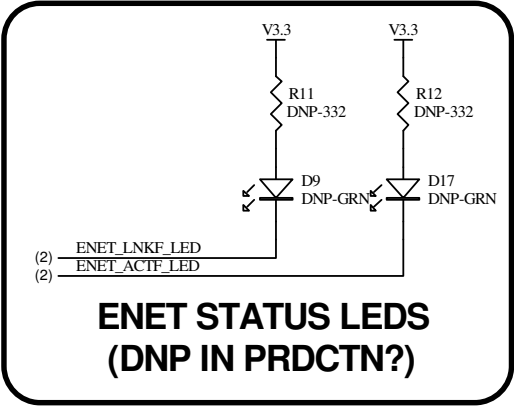 V3.3 V3.3
R11 R12
DNP-332 DNP-332
D9 D17
DNP-GRN DNP-GRN
(2) ENET_LNKF_LED
(2) ENET_ACTF_LED
ENET STATUS LEDS
(DNP IN PRDCTN?)